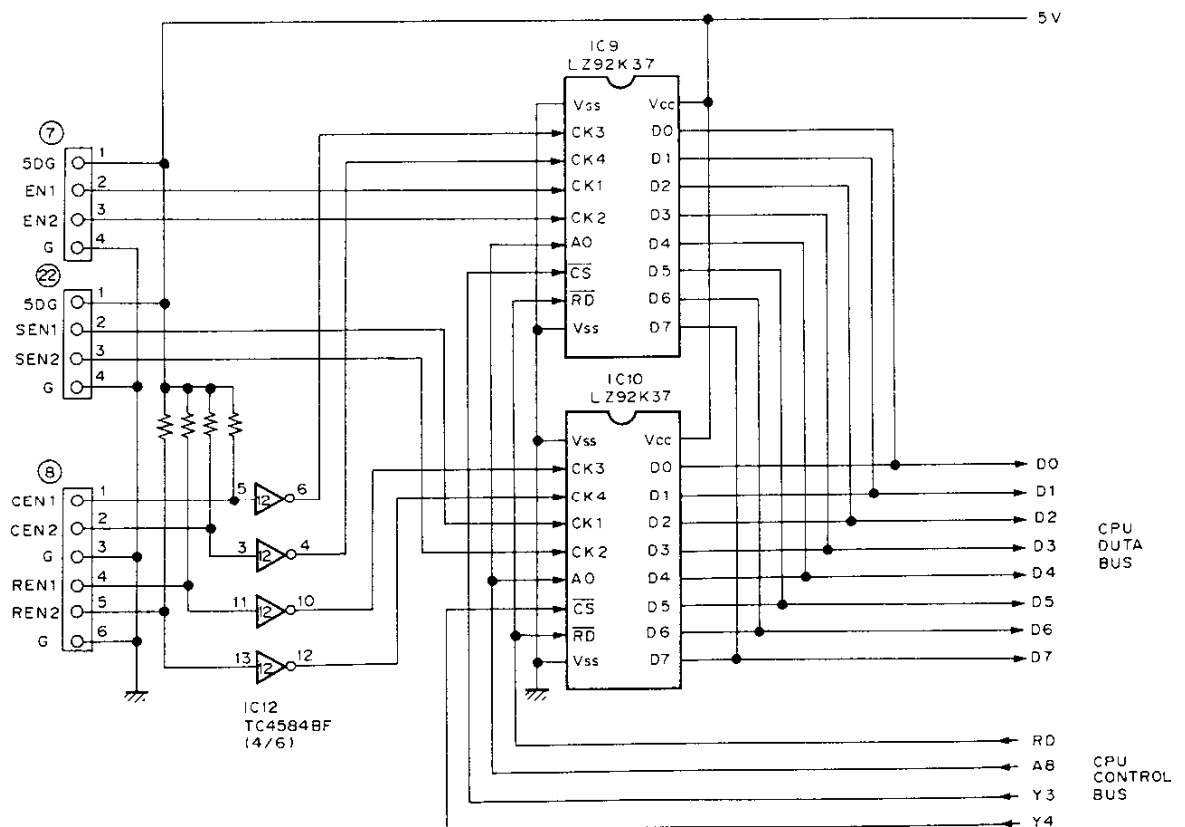 5V
IC9
LZ92K37
Vss
Vcc
CK3
D0
CK4
D1
CK1
D2
CK2
D3
A0
D4
CS
D5
RD
D6
Vss
D7
7
5DG
1
EN1
2
EN2
3
G
4
22
5DG
1
SEN1
2
SEN2
3
G
4
8
CEN1
1
CEN2
2
G
3
REN1
4
REN2
5
G
6
5
12
6
3
12
4
11
12
10
13
12
12
IC12
TC4584BF
(4/6)
IC10
LZ92K37
Vss
Vcc
CK3
D0
CK4
D1
CK1
D2
CK2
D3
A0
D4
CS
D5
RD
D6
Vss
D7
D0
D1
D2
D3
D4
D5
D6
D7
CPU
DUTA
BUS
RD
A8
Y3
Y4
CPU
CONTROL
BUS